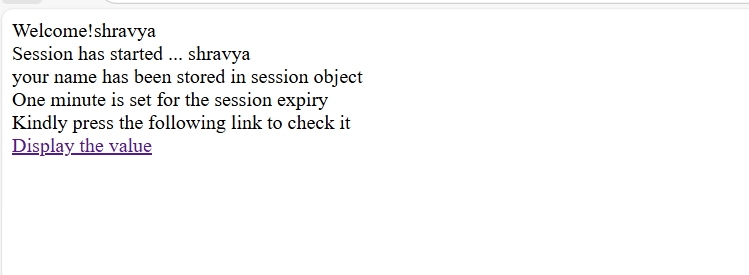 Welcome!shravya
Session has started ... shravya
your name has been stored in session object
One minute is set for the session expiry
Kindly press the following link to check it
Display the value